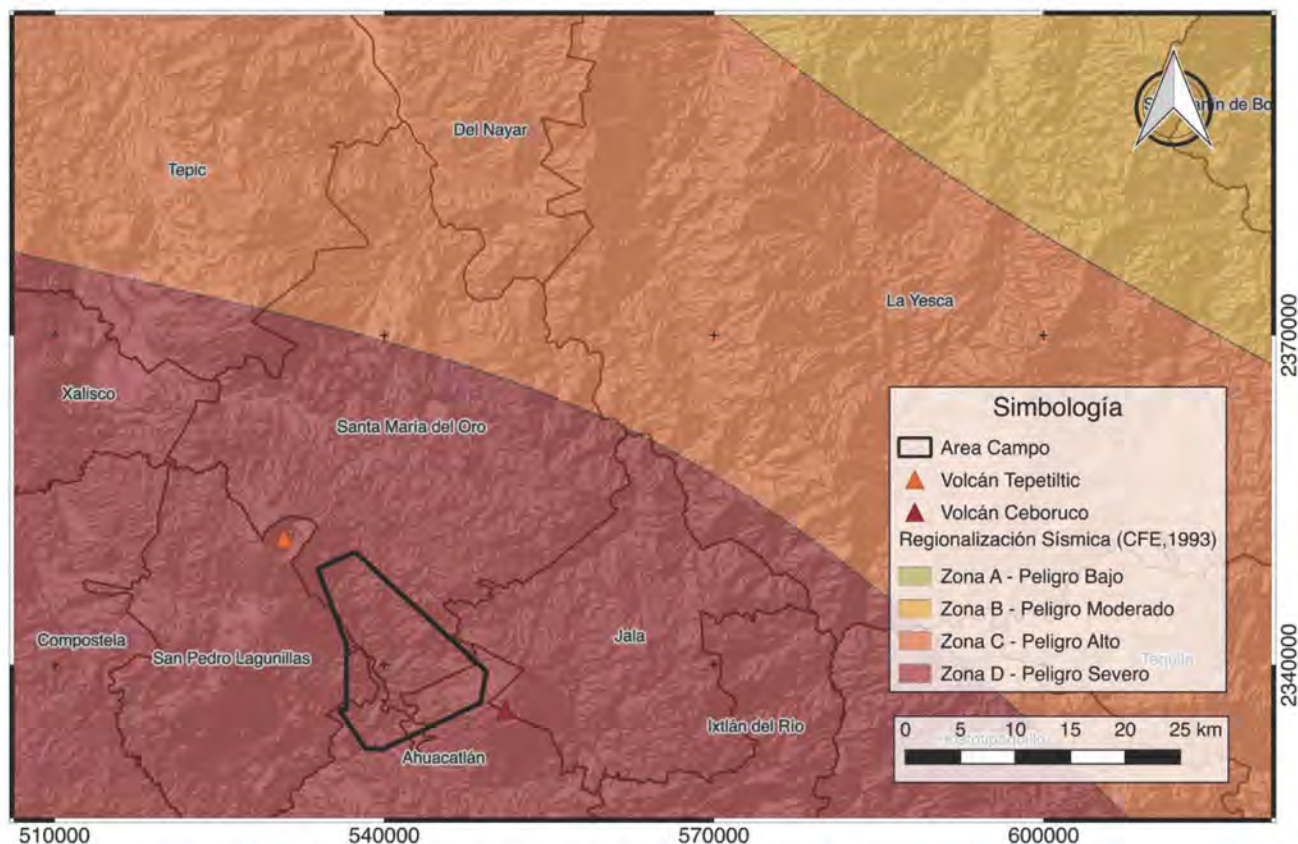 Del Nayar
Tepic
La Yesca
Xalisco
Santa María del Oro
Compostela
San Pedro Lagunillas
Jala
Ixtlán del Río
Ahuacatlán
Simbología
Area Campo
Volcán Tepetiltic
Volcán Ceboruco
Regionalización Sísmica (CFE,1993)
Zona A - Peligro Bajo
Zona B - Peligro Moderado
Zona C - Peligro Alto
Zona D - Peligro Severo
0 5 10 15 20 25 km
2370000
2340000
510000 540000 570000 600000